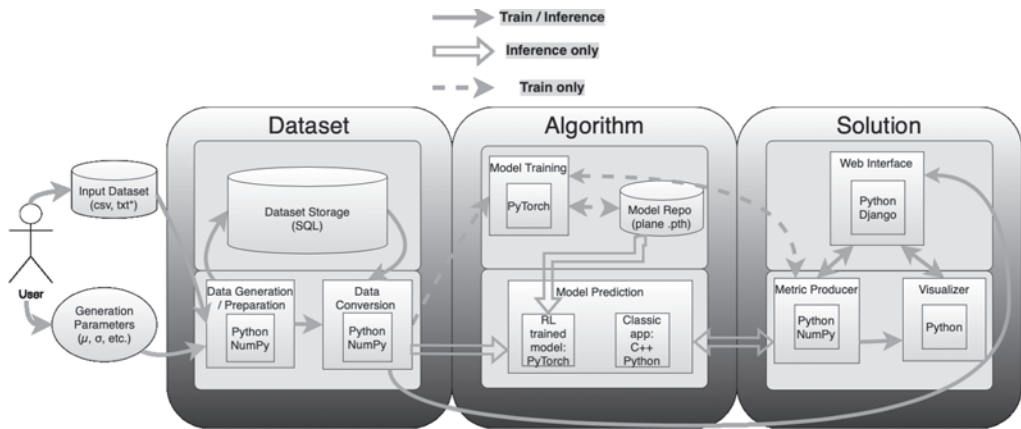 Train / Inference
Inference only
Train only
Dataset
Algorithm
Solution
Input Dataset
(csv, txt*)
Dataset Storage
(SQL)
Model Training
PyTorch
Model Repo
(plane .pth)
Web Interface
Python
Django
User
Generation
Parameters
(μ, σ, etc.)
Data Generation
/ Preparation
Python
NumPy
Data
Conversion
Python
NumPy
Model Prediction
RL
trained
model:
PyTorch
Classic
app:
C++
Python
Metric Producer
Python
NumPy
Visualizer
Python